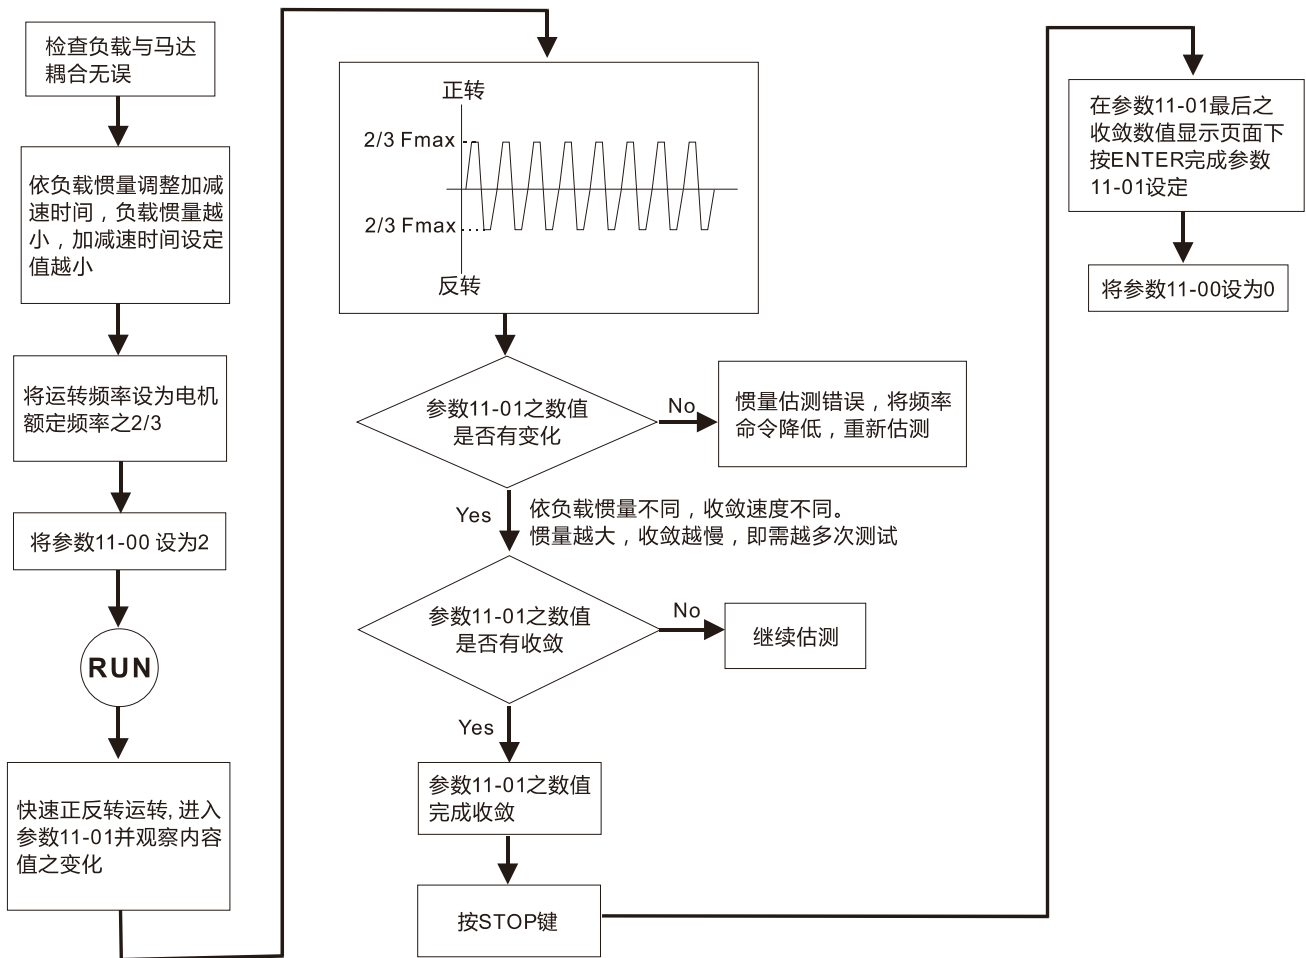 检查负载与马达
耦合无误
依负载惯量调整加减
速时间，负载惯量越
小，加减速时间设定
值越小
将运转频率设为电机
额定频率之2/3
将参数11-00 设为2
RUN
快速正反转运转, 进入
参数11-01并观察内容
值之变化
正转
2/3 Fmax
2/3 Fmax
反转
参数11-01之数值
是否有变化
No
惯量估测错误，将频率
命令降低，重新估测
Yes
依负载惯量不同，收敛速度不同。
惯量越大，收敛越慢，即需越多次测试
参数11-01之数值
是否有收敛
No
继续估测
Yes
参数11-01之数值
完成收敛
按STOP键
在参数11-01最后之
收敛数值显示页面下
按ENTER完成参数
11-01设定
将参数11-00设为0